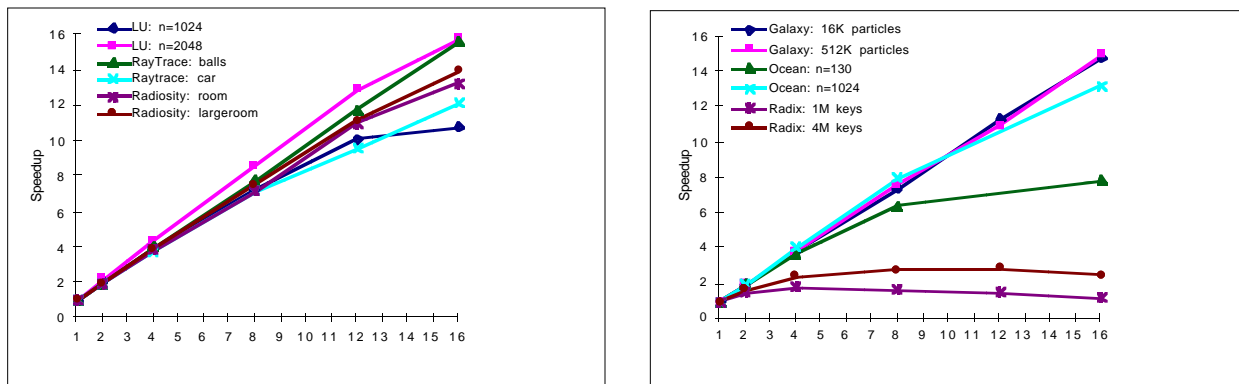 LU: n=1024
LU: n=2048
RayTrace: balls
Raytrace: car
Radiosity: room
Radiosity: largeroom
Speedup
16
14
12
10
8
6
4
2
0
1 2 3 4 5 6 7 8 9 10 11 12 13 14 15 16
Galaxy: 16K particles
Galaxy: 512K particles
Ocean: n=130
Ocean: n=1024
Radix: 1M keys
Radix: 4M keys
Speedup
16
14
12
10
8
6
4
2
0
1 2 3 4 5 6 7 8 9 10 11 12 13 14 15 16